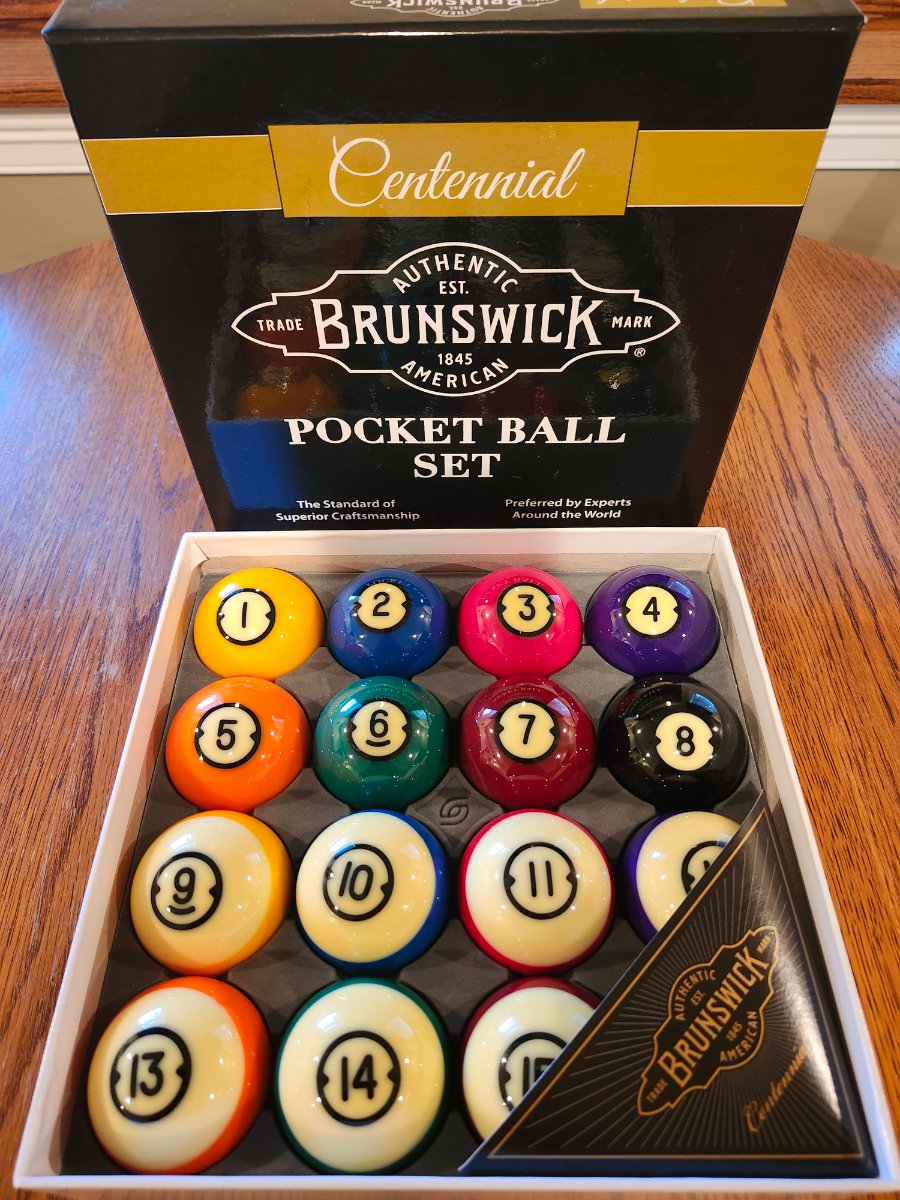 Centennial
AUTHENTIC
EST.
TRADE BRUNSWICK MARK
®
1845
AMERICAN
POCKET BALL
SET
The Standard of
Superior Craftsmanship
Preferred by Experts
Around the World
1 2 3 4
5 6 7 8
9 10 11
13 14 15
AUTHENTIC
EST.
TRADE BRUNSWICK MARK
1845
AMERICAN
Centennial